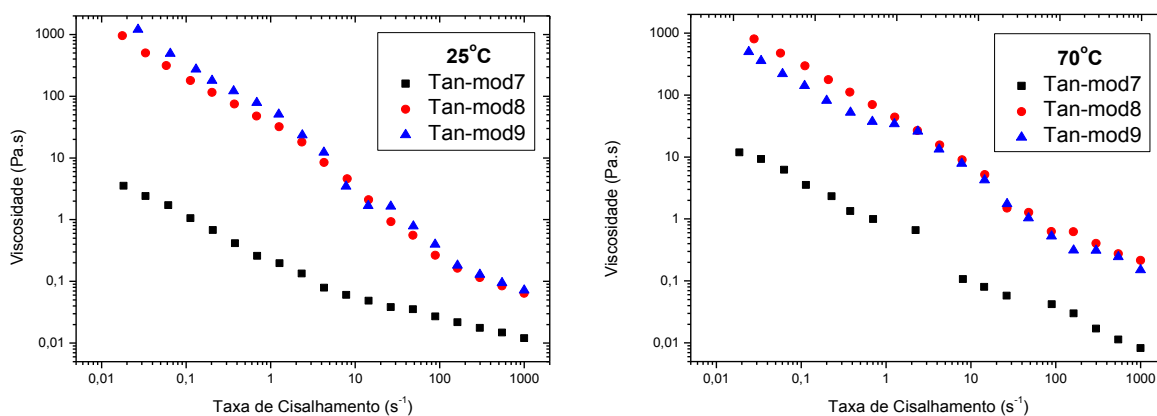 25°C
Tan-mod7
Tan-mod8
Tan-mod9
1000
100
10
1
0,1
0,01
Viscosidade (Pa.s)
0,01 0,1 1 10 100 1000
Taxa de Cisalhamento (s-1)
70°C
Tan-mod7
Tan-mod8
Tan-mod9
1000
100
10
1
0,1
0,01
Viscosidade (Pa.s)
0,01 0,1 1 10 100 1000
Taxa de Cisalhamento (s-1)